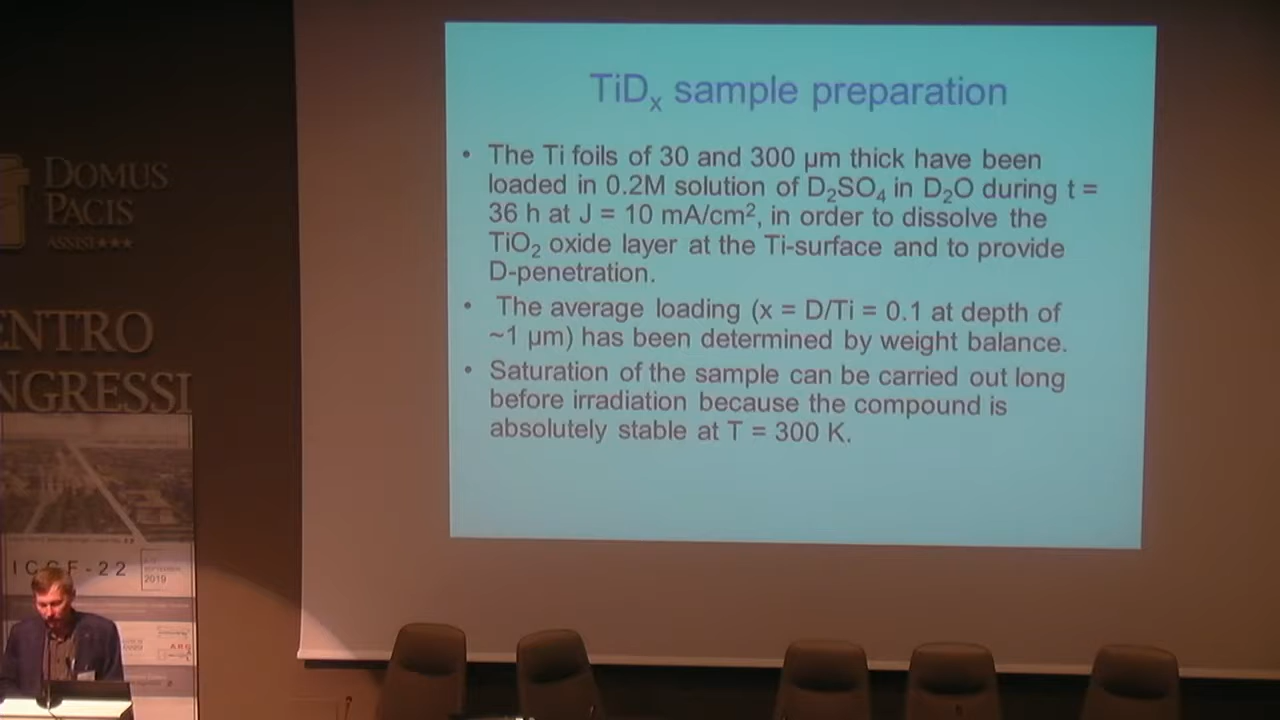 TiDx sample preparation
• The Ti foils of 30 and 300 µm thick have been
loaded in 0.2M solution of D₂SO₄ in D₂O during t =
36 h at J = 10 mA/cm², in order to dissolve the
TiO₂ oxide layer at the Ti-surface and to provide
D-penetration.
• The average loading (x = D/Ti = 0.1 at depth of
~1 µm) has been determined by weight balance.
• Saturation of the sample can be carried out long
before irradiation because the compound is
absolutely stable at T = 300 K.
DOMUS
PACIS
ASSISI★★★
ENTRO
NGRESSI
F-22
2019